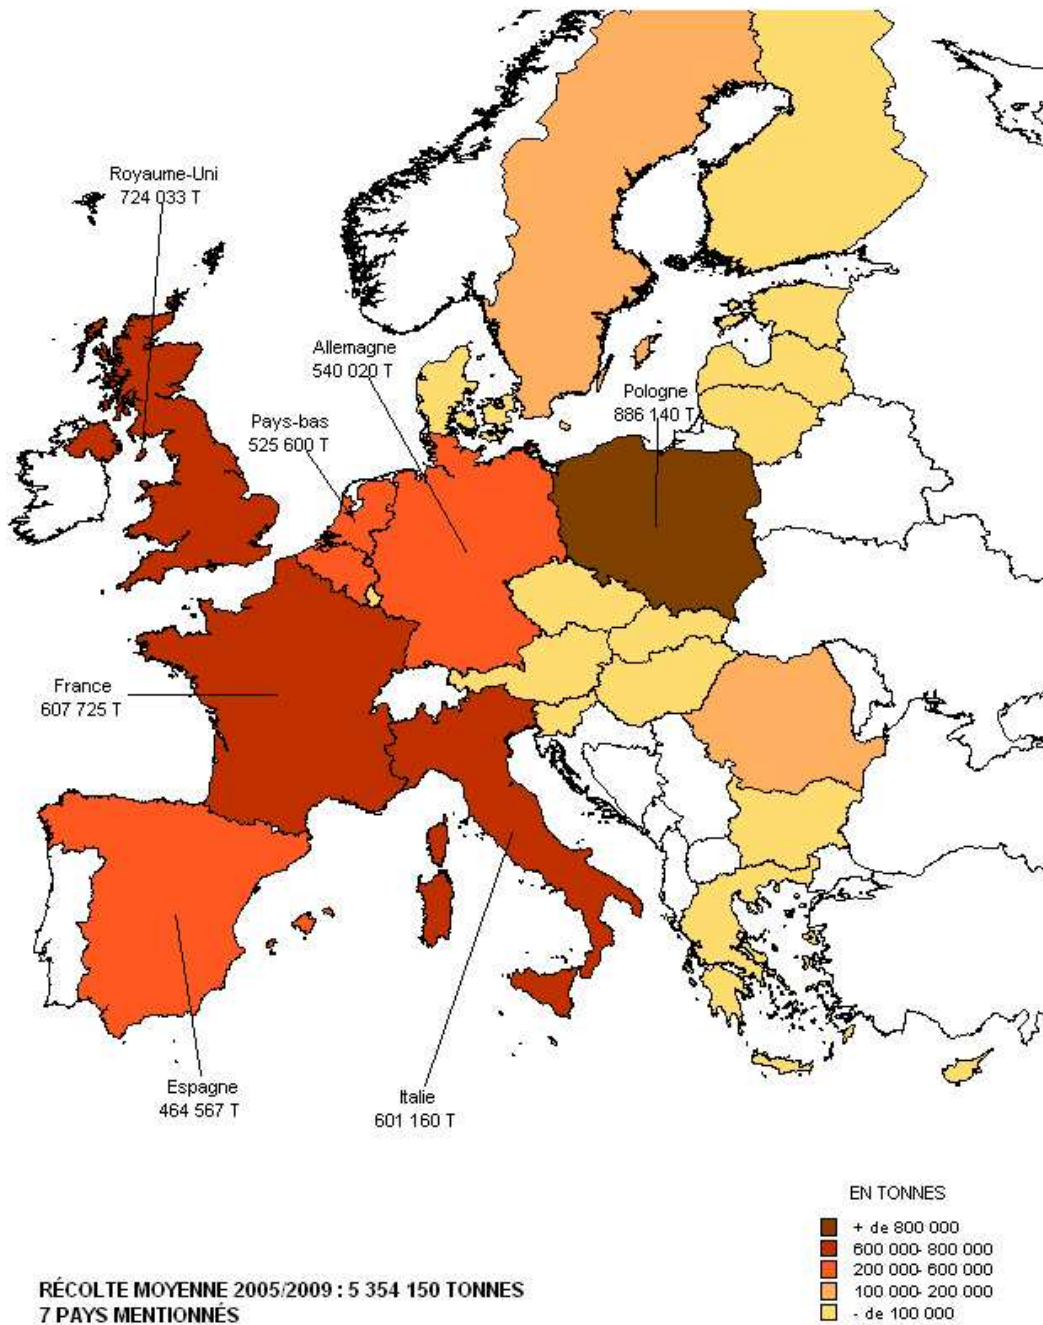 Royaume-Uni
724 033 T
Allemagne
540 020 T
Pologne
886 140 T
Pays-bas
525 600 T
France
607 725 T
Espagne
464 567 T
Italie
601 160 T
EN TONNES
+ de 800 000
600 000- 800 000
200 000- 600 000
100 000- 200 000
- de 100 000
RÉCOLTE MOYENNE 2005/2009 : 5 354 150 TONNES
7 PAYS MENTIONNÉS